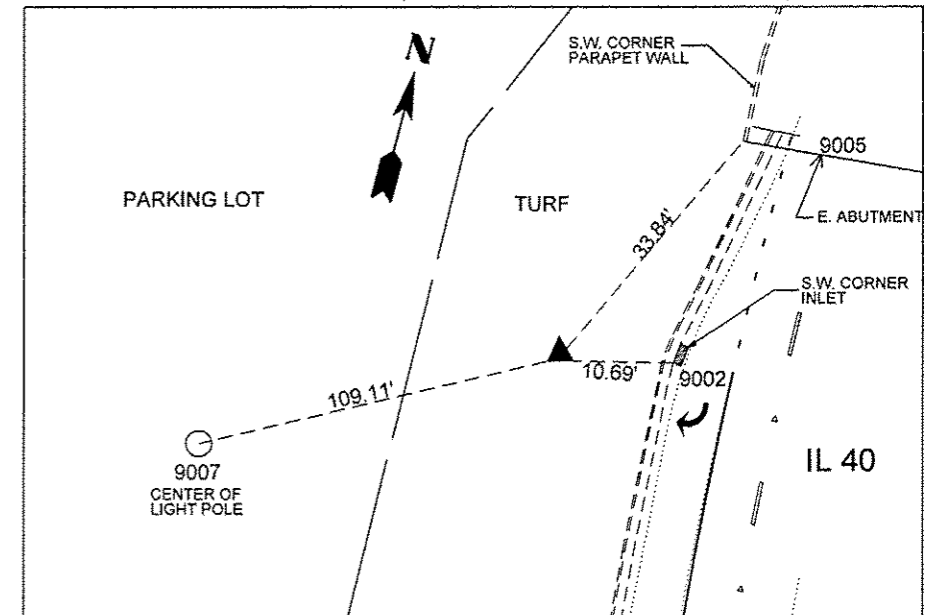 N
S.W. CORNER
PARAPET WALL
9005
PARKING LOT
TURF
E. ABUTMENT
33.84'
S.W. CORNER
INLET
10.69'
9002
109.11'
IL 40
9007
CENTER OF
LIGHT POLE